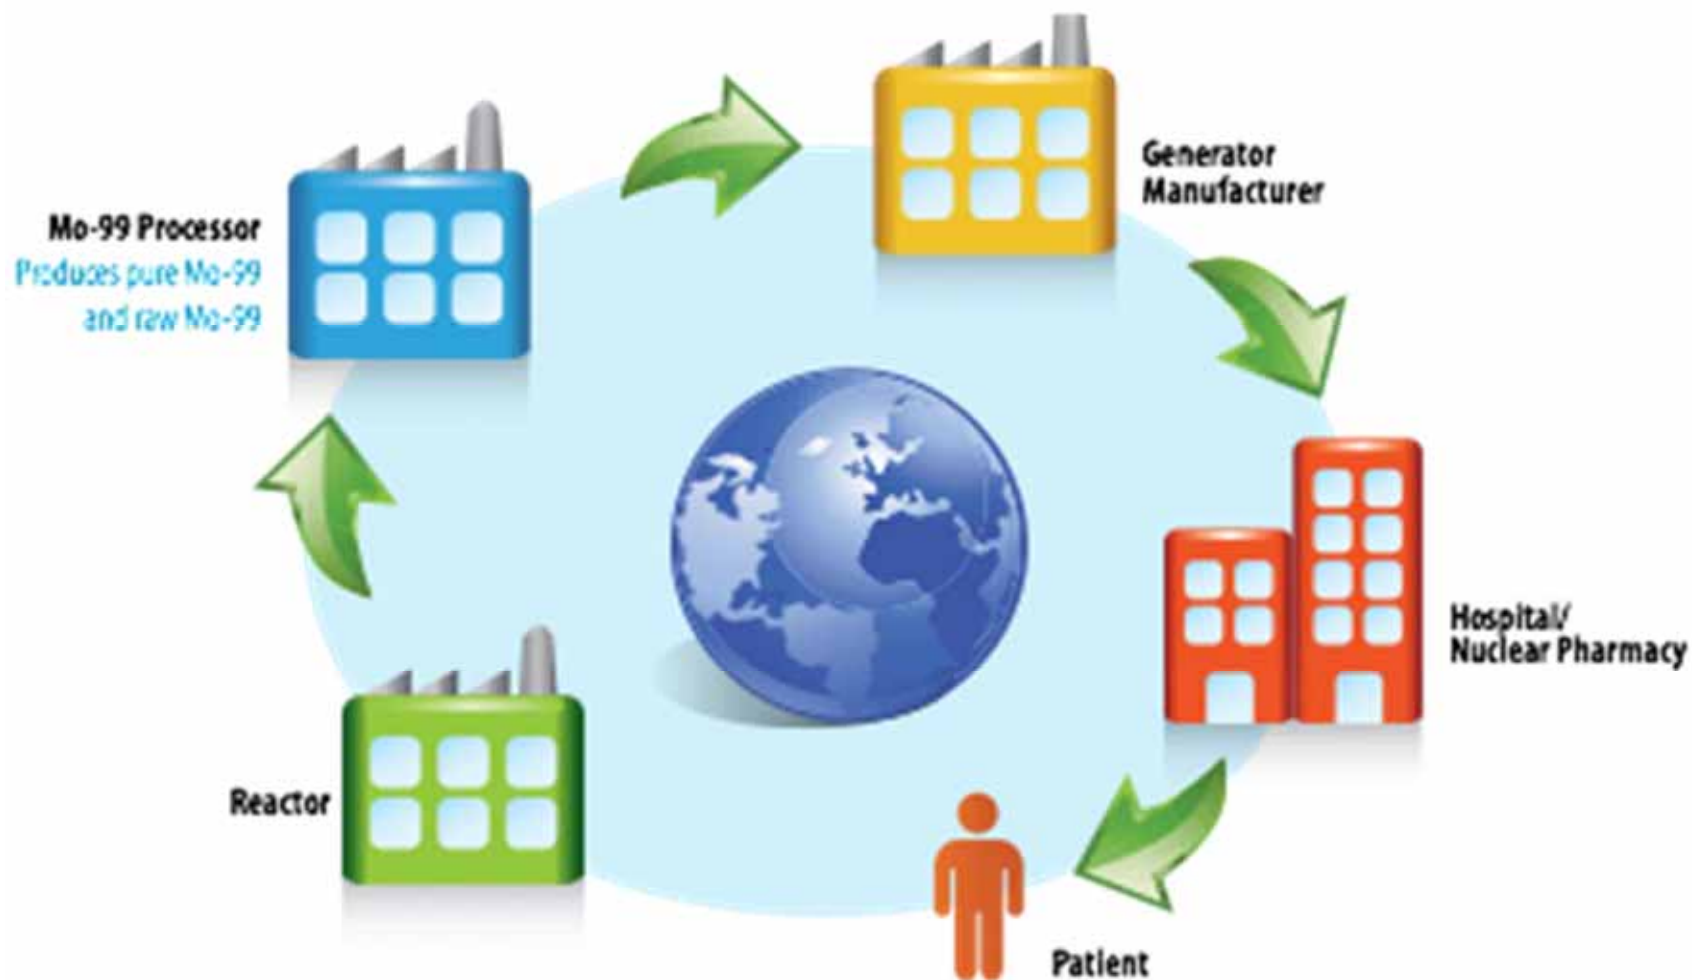 Generator
Manufacturer
Mo-99 Processor
Produces pure Mo-99
and raw Mo-99
Hospital/
Nuclear Pharmacy
Reactor
Patient